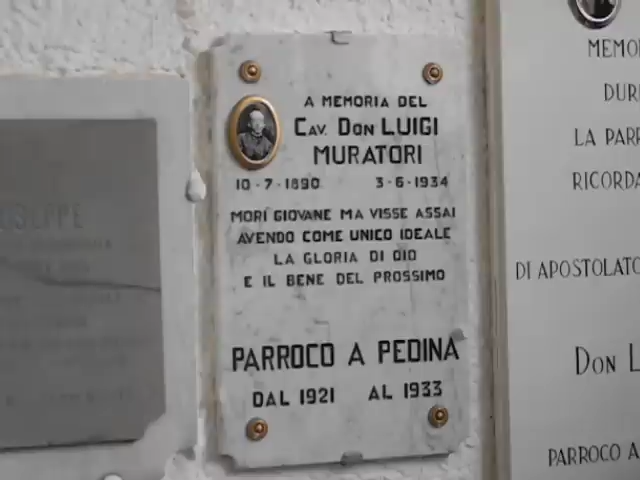 A MEMORIA DEL
CAV. DON LUIGI
MURATORI
10-7-1890 3-6-1934
MORÌ GIOVANE MA VISSE ASSAI
AVENDO COME UNICO IDEALE
LA GLORIA DI DIO
E IL BENE DEL PROSSIMO
PARROCO A PEDINA
DAL 1921 AL 1933
MEMO
DUR
LA PARR
RICORDA
DI APOSTOLATO
DON L
PARROCO A